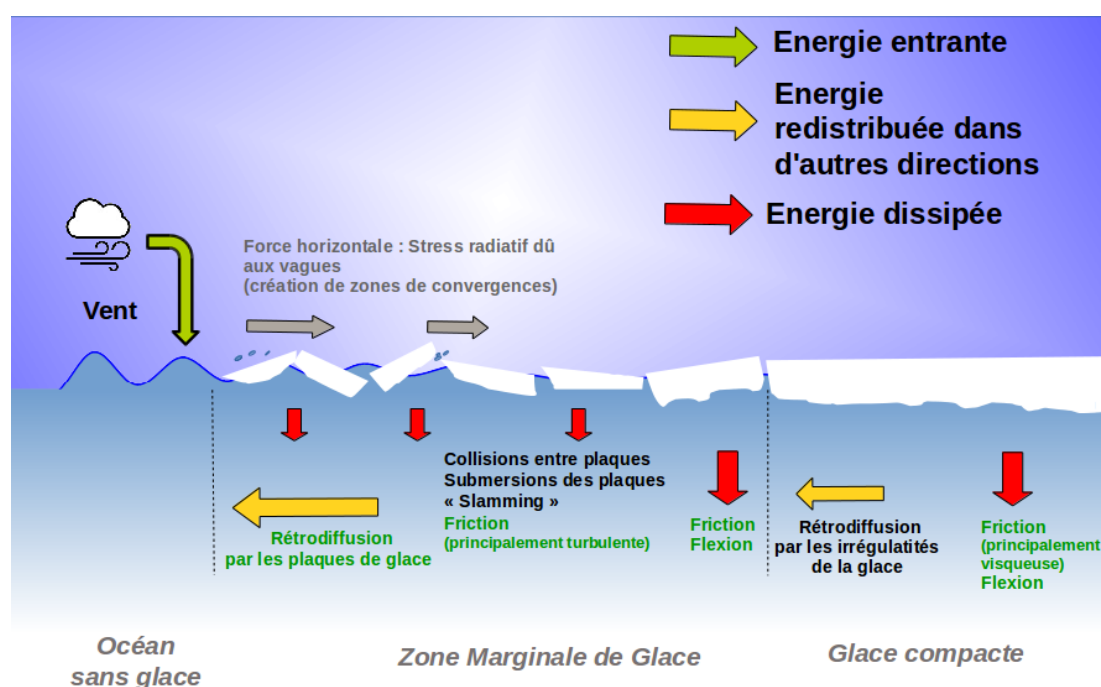 Energie entrante
Energie
redistribuée dans
d'autres directions
Energie dissipée
Force horizontale : Stress radiatif dû
aux vagues
(création de zones de convergences)
Vent
Collisions entre plaques
Submersions des plaques
« Slamming »
Friction
(principalement turbulente)
Rétrodiffusion
par les plaques de glace
Friction
Flexion
Rétrodiffusion
par les irrégulatités
de la glace
Friction
(principalement
visqueuse)
Flexion
Océan
sans glace
Zone Marginale de Glace
Glace compacte